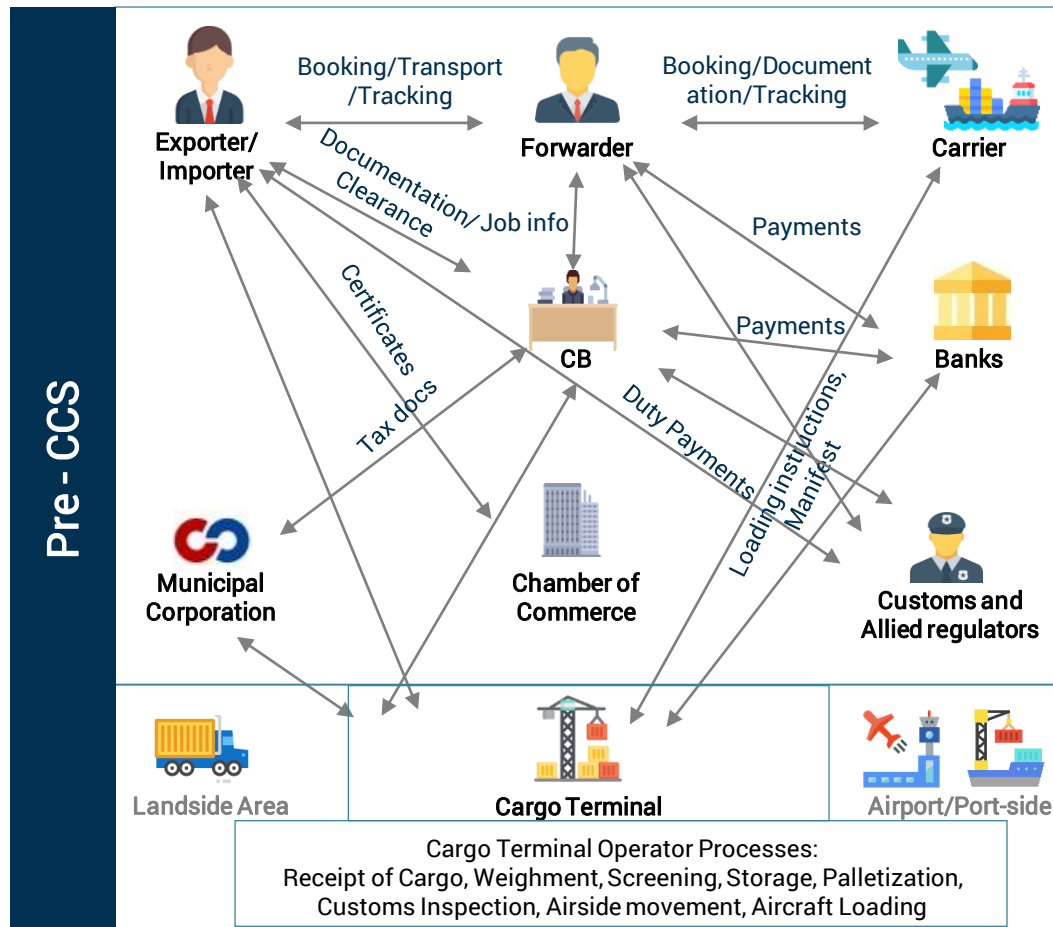 Pre - CCS
Booking/Transport
/Tracking
Booking/Document
ation/Tracking
Exporter/
Importer
Forwarder
Carrier
Documentation/
Clearance
Job info
Payments
Certificates
CB
Payments
Banks
Tax docs
Duty Payments
Loading instructions,
Manifest
Municipal
Corporation
Chamber of
Commerce
Customs and
Allied regulators
Landside Area
Cargo Terminal
Airport/Port-side
Cargo Terminal Operator Processes:
Receipt of Cargo, Weighment, Screening, Storage, Palletization,
Customs Inspection, Airside movement, Aircraft Loading